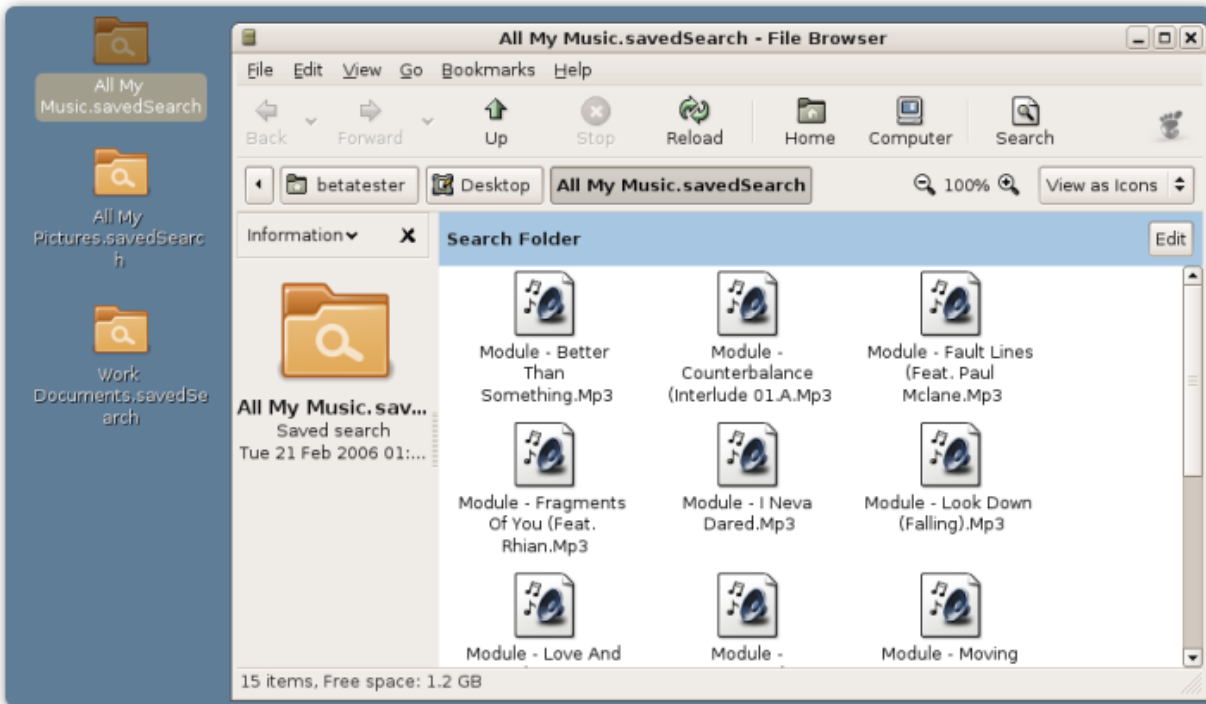 All My
Music.savedSearch
All My
Pictures.savedSearc
h
Work
Documents.savedSe
arch
All My Music.savedSearch - File Browser
File Edit View Go Bookmarks Help
Back Forward Up Stop Reload Home Computer Search
betatester Desktop All My Music.savedSearch 100% View as Icons
Information
Search Folder Edit
All My Music.sav...
Saved search
Tue 21 Feb 2006 01:...
Module - Better
Than
Something.Mp3
Module -
Counterbalance
(Interlude 01.A.Mp3
Module - Fault Lines
(Feat. Paul
Mclane.Mp3
Module - Fragments
Of You (Feat.
Rhian.Mp3
Module - I Neva
Dared.Mp3
Module - Look Down
(Falling).Mp3
Module - Love And
Module -
Module - Moving
15 items, Free space: 1.2 GB